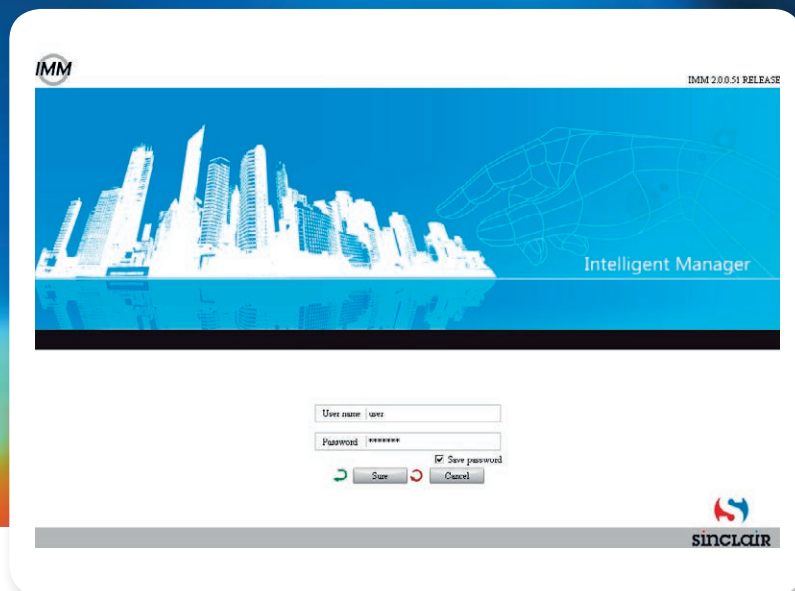 IMM
IMM 2.0.0.51 RELEASE
Intelligent Manager
User name user
Password *******
Save password
Sure Cancel
sinclair